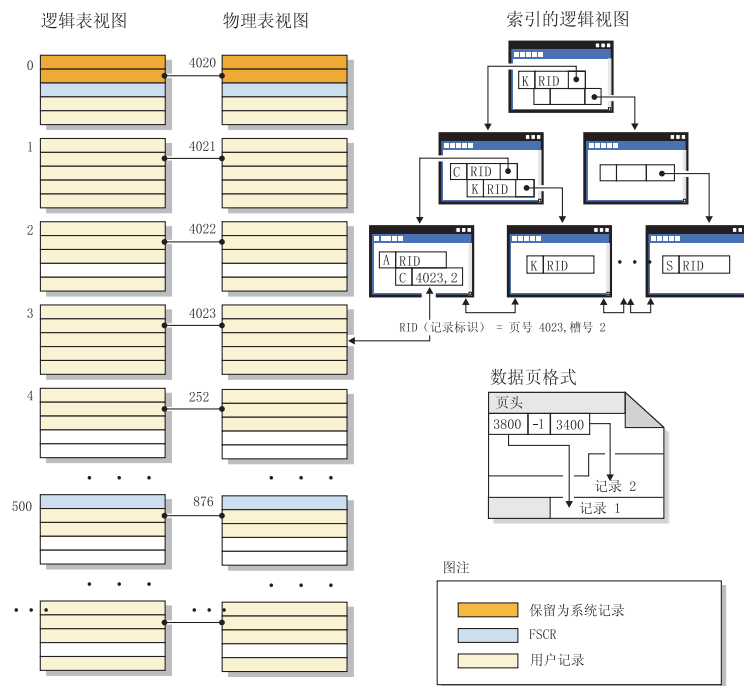 逻辑表视图
物理表视图
索引的逻辑视图
0
4020
1
4021
2
4022
3
4023
4
252
500
876
K RID
C RID
K RID
A RID
C 4023,2
K RID
S RID
RID（记录标识） = 页号 4023,槽号 2
数据页格式
页头
3800 -1 3400
记录 2
记录 1
图注
保留为系统记录
FSCR
用户记录